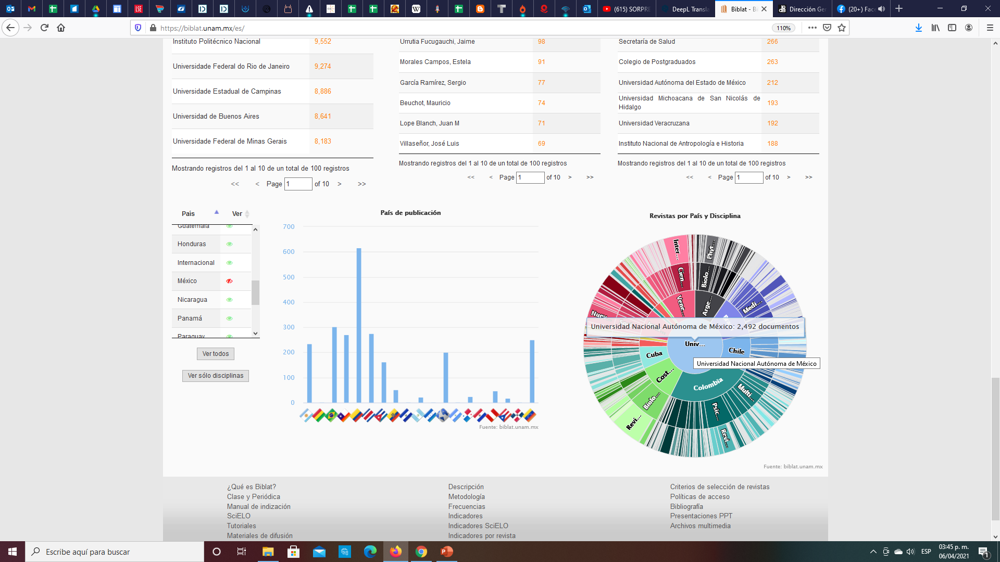 (615) SORPRE
DeepL Transla
Biblat - Bi
Dirección Ge
(20+) Face
https://biblat.unam.mx/es/
110%
Instituto Politécnico Nacional 9,552
Universidade Federal do Rio de Janeiro 9,274
Universidade Estadual de Campinas 8,886
Universidad de Buenos Aires 8,641
Universidade Federal de Minas Gerais 8,183
Mostrando registros del 1 al 10 de un total de 100 registros
<< < Page 1 of 10 > >>
Urrutia Fucugauchi, Jaime 98
Morales Campos, Estela 91
García Ramírez, Sergio 77
Beuchot, Mauricio 74
Lope Blanch, Juan M 71
Villaseñor, José Luis 69
Mostrando registros del 1 al 10 de un total de 100 registros
<< < Page 1 of 10 > >>
Secretaría de Salud 266
Colegio de Postgraduados 263
Universidad Autónoma del Estado de México 212
Universidad Michoacana de San Nicolás de
Hidalgo 193
Universidad Veracruzana 192
Instituto Nacional de Antropología e Historia 188
Mostrando registros del 1 al 10 de un total de 100 registros
<< < Page 1 of 10 > >>
País Ver
Guatemala
Honduras
Internacional
México
Nicaragua
Panamá
Paraguay
Ver todos
Ver sólo disciplinas
País de publicación
700
600
500
400
300
200
100
0
Fuente: biblat.unam.mx
Revistas por País y Disciplina
Inter...
Phyt...
Cien...
Biolo...
Vene...
Arge...
Medi...
Universidad Nacional Autónoma de México: 2,492 documentos
Univ...
Chile
Cuba
Universidad Nacional Autónoma de México
Cost...
Colombia
Multi...
Biolo...
Psic...
Revi...
Revi...
Fuente: biblat.unam.mx
¿Qué es Biblat?
Clase y Periódica
Manual de indización
SciELO
Tutoriales
Materiales de difusión
Descripción
Metodología
Frecuencias
Indicadores
Indicadores SciELO
Indicadores por revista
Criterios de selección de revistas
Políticas de acceso
Bibliografía
Presentaciones PPT
Archivos multimedia
Escribe aquí para buscar
ESP
03:45 p. m.
06/04/2021
1